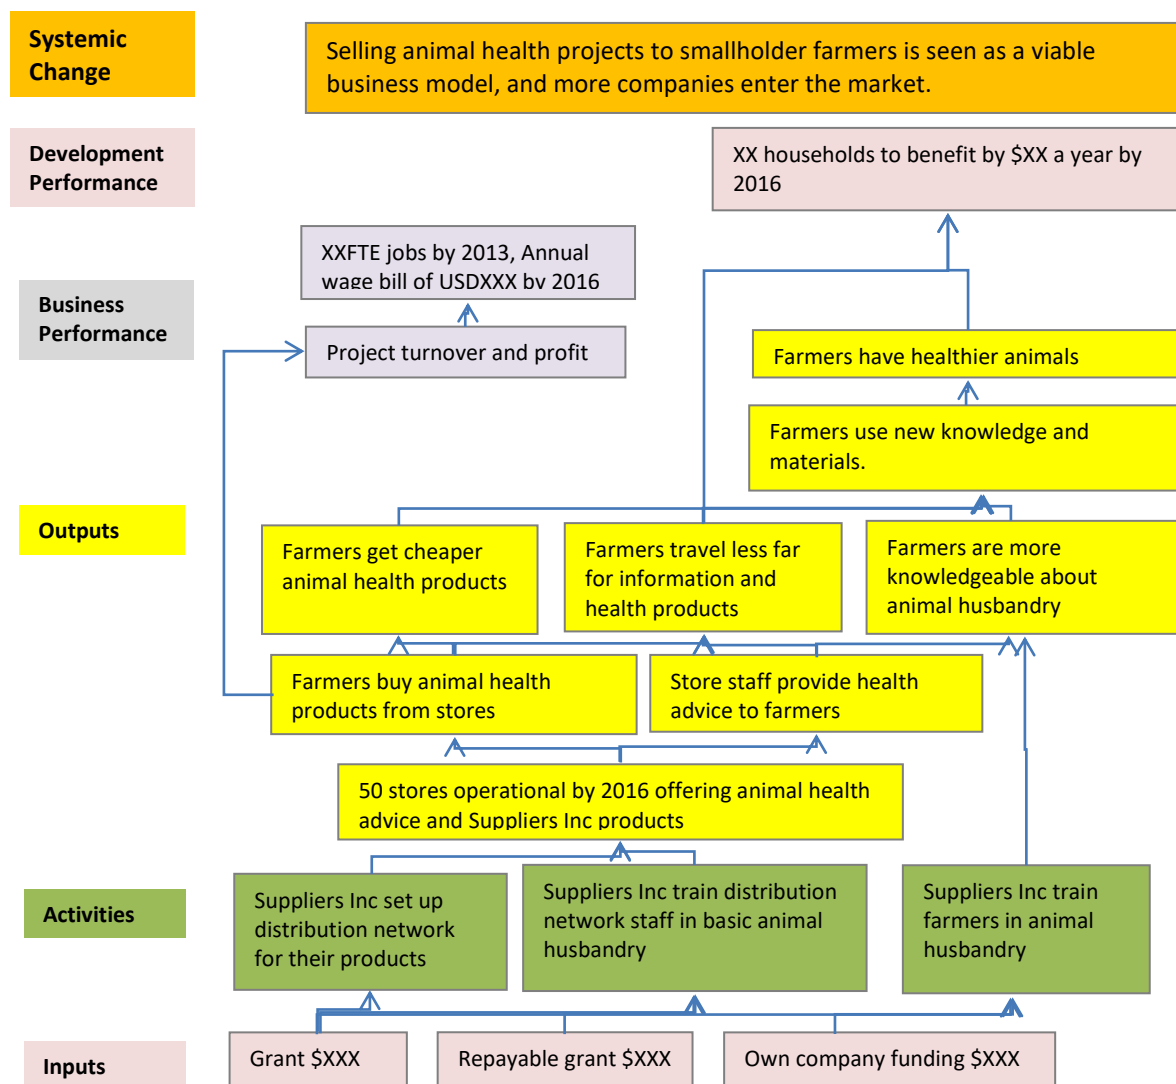 Systemic
Change
Selling animal health projects to smallholder farmers is seen as a viable
business model, and more companies enter the market.
Development
Performance
XX households to benefit by $XX a year by
2016
XXFTE jobs by 2013, Annual
wage bill of USDXXX by 2016
Business
Performance
Project turnover and profit
Farmers have healthier animals
Farmers use new knowledge and
materials.
Outputs
Farmers get cheaper
animal health products
Farmers travel less far
for information and
health products
Farmers are more
knowledgeable about
animal husbandry
Farmers buy animal health
products from stores
Store staff provide health
advice to farmers
50 stores operational by 2016 offering animal health
advice and Suppliers Inc products
Activities
Suppliers Inc set up
distribution network
for their products
Suppliers Inc train distribution
network staff in basic animal
husbandry
Suppliers Inc train
farmers in animal
husbandry
Inputs
Grant $XXX
Repayable grant $XXX
Own company funding $XXX